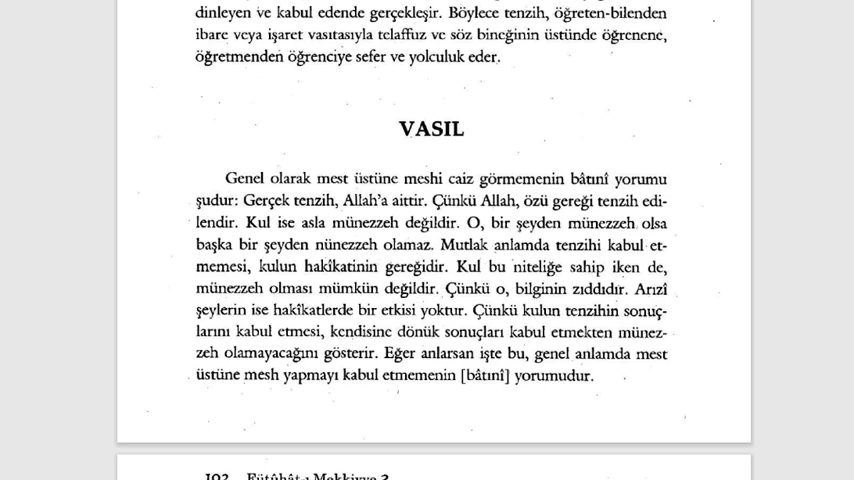 dinleyen ve kabul edende gerçekleşir. Böylece tenzih, öğreten-bilenden
ibare veya işaret vasıtasıyla telaffuz ve söz bineğinin üstünde öğrenene,
öğretmenden öğrenciye sefer ve yolculuk eder.
VASIL
Genel olarak mest üstüne meshi caiz görmemenin bâtınî yorumu
şudur: Gerçek tenzih, Allah'a aittir. Çünkü Allah, özü gereği tenzih edi-
lendir. Kul ise asla münezzeh değildir. O, bir şeyden münezzeh olsa
başka bir şeyden nünezzeh olamaz. Mutlak anlamda tenzihi kabul et-
memesi, kulun hakîkatinin gereğidir. Kul bu niteliğe sahip iken de,
münezzeh olması mümkün değildir. Çünkü o, bilginin zıddıdır. Arızî
şeylerin ise hakîkatlerde bir etkisi yoktur. Çünkü kulun tenzihin sonuç-
larını kabul etmesi, kendisine dönük sonuçları kabul etmekten münez-
zeh olamayacağını gösterir. Eğer anlarsan işte bu, genel anlamda mest
üstüne mesh yapmayı kabul etmemenin [bâtınî] yorumudur.
102 Fütûhât-ı Mekkiyye 2